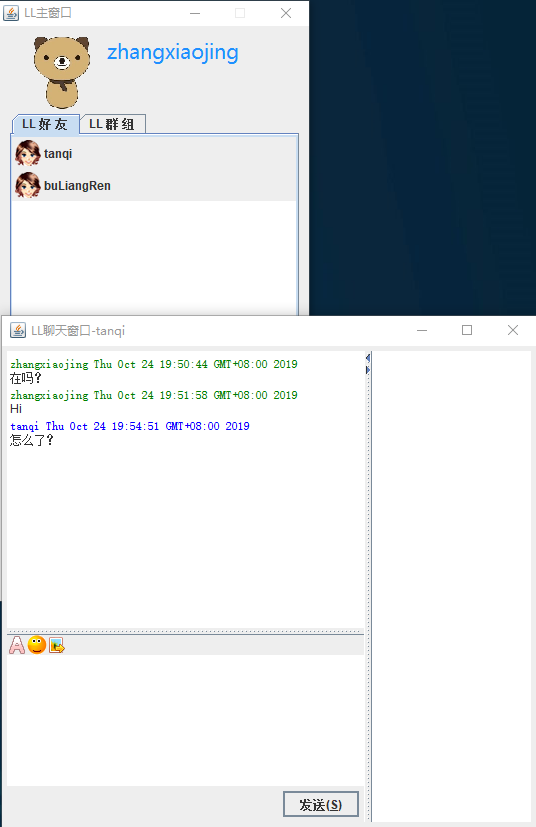 LL主窗口
zhangxiaojing
LL好友
LL群组
tanqi
buLiangRen
LL聊天窗口-tanqi
zhangxiaojing Thu Oct 24 19:50:44 GMT+08:00 2019
在吗?
zhangxiaojing Thu Oct 24 19:51:58 GMT+08:00 2019
Hi
tanqi Thu Oct 24 19:54:51 GMT+08:00 2019
怎么了?
A
发送(S)